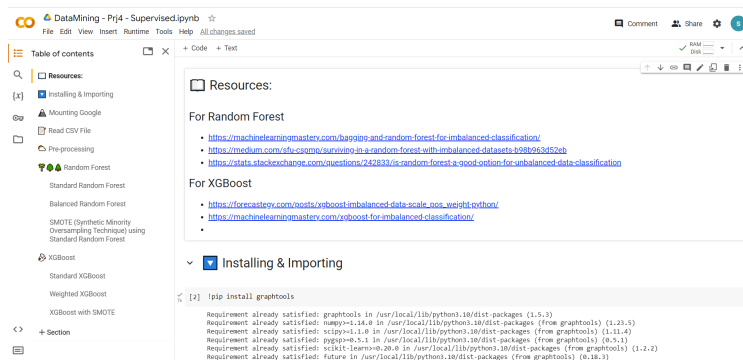 DataMining - Prj4 - Supervised.ipynb
File Edit View Insert Runtime Tools Help All changes saved
Comment Share S
Table of contents
+ Code + Text
RAM
Disk
Resources:
Installing & Importing
{x}
Mounting Google
Read CSV File
Pre-processing
Random Forest
Standard Random Forest
Balanced Random Forest
SMOTE (Synthetic Minority
Oversampling Technique) using
Standard Random Forest
XGBoost
Standard XGBoost
Weighted XGBoost
XGBoost with SMOTE
+ Section
Resources:
For Random Forest
• https://machinelearningmastery.com/bagging-and-random-forest-for-imbalanced-classification/
• https://medium.com/sfu-cspmp/surviving-in-a-random-forest-with-imbalanced-datasets-b98b963d52eb
• https://stats.stackexchange.com/questions/242833/is-random-forest-a-good-option-for-unbalanced-data-classification
For XGBoost
• https://forecastegy.com/posts/xgboost-imbalanced-data-scale_pos_weight-python/
• https://machinelearningmastery.com/xgboost-for-imbalanced-classification/
•
Installing & Importing
[2] !pip install graphtools
Requirement already satisfied: graphtools in /usr/local/lib/python3.10/dist-packages (1.5.3)
Requirement already satisfied: numpy>=1.14.0 in /usr/local/lib/python3.10/dist-packages (from graphtools) (1.23.5)
Requirement already satisfied: scipy>=1.1.0 in /usr/local/lib/python3.10/dist-packages (from graphtools) (1.11.4)
Requirement already satisfied: pygsp>=0.5.1 in /usr/local/lib/python3.10/dist-packages (from graphtools) (0.5.1)
Requirement already satisfied: scikit-learn>=0.20.0 in /usr/local/lib/python3.10/dist-packages (from graphtools) (1.2.2)
Requirement already satisfied: future in /usr/local/lib/python3.10/dist-packages (from graphtools) (0.18.3)